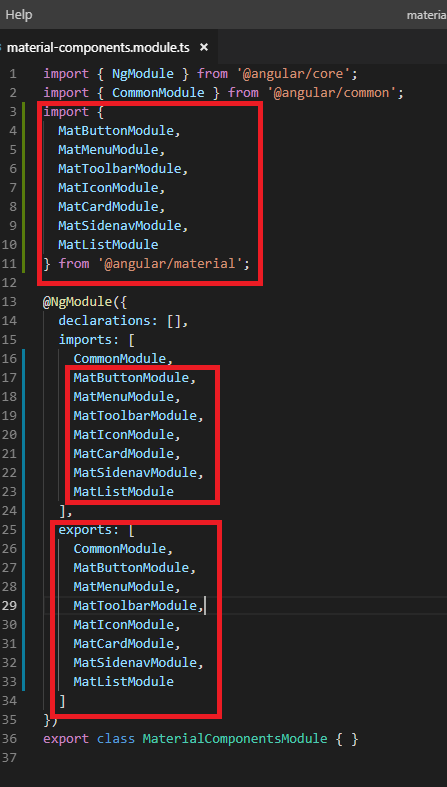 Help
materia
material-components.module.ts ×
1 import { NgModule } from '@angular/core';
2 import { CommonModule } from '@angular/common';
3 import {
4   MatButtonModule,
5   MatMenuModule,
6   MatToolbarModule,
7   MatIconModule,
8   MatCardModule,
9   MatSidenavModule,
10   MatListModule
11 } from '@angular/material';
12
13 @NgModule({
14   declarations: [],
15   imports: [
16     CommonModule,
17     MatButtonModule,
18     MatMenuModule,
19     MatToolbarModule,
20     MatIconModule,
21     MatCardModule,
22     MatSidenavModule,
23     MatListModule
24   ],
25   exports: [
26     CommonModule,
27     MatButtonModule,
28     MatMenuModule,
29     MatToolbarModule,
30     MatIconModule,
31     MatCardModule,
32     MatSidenavModule,
33     MatListModule
34   ]
35 })
36 export class MaterialComponentsModule { }
37